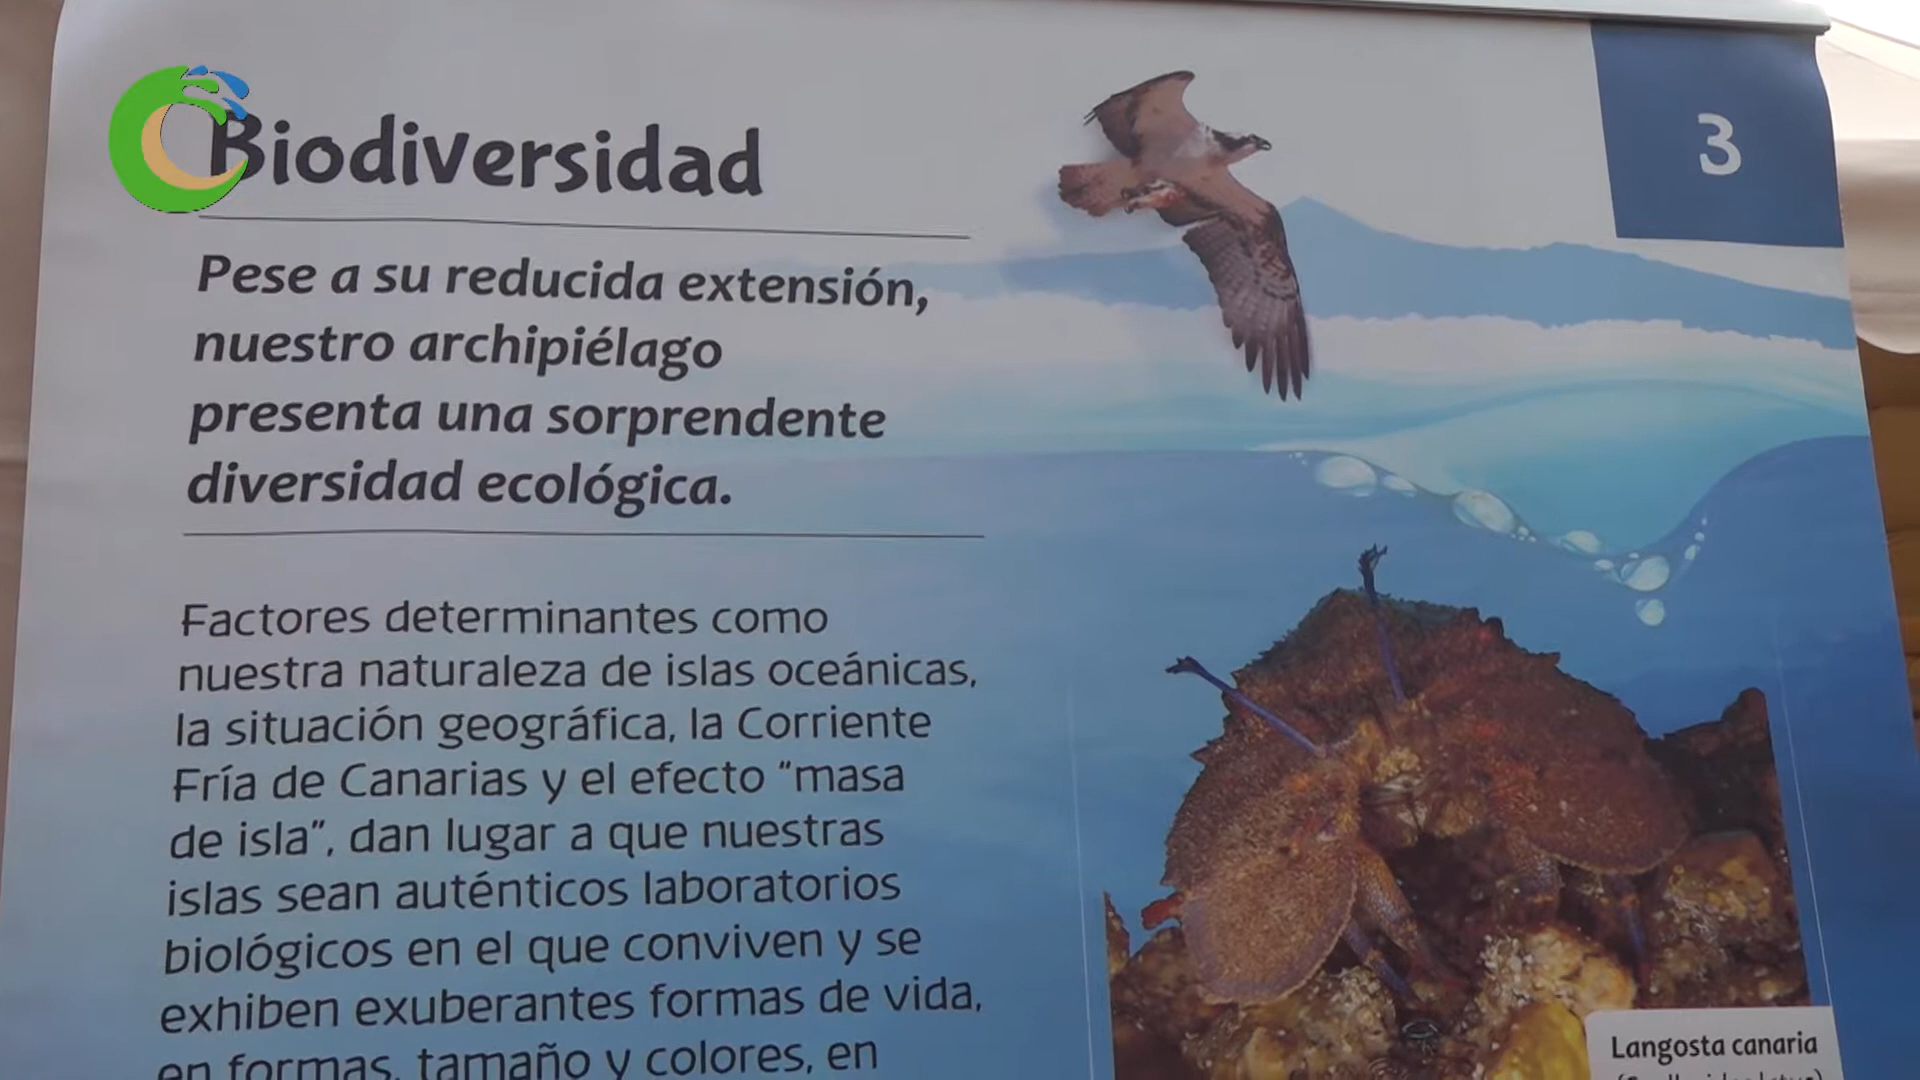 3
Biodiversidad
Pese a su reducida extensión,
nuestro archipiélago
presenta una sorprendente
diversidad ecológica.
Factores determinantes como
nuestra naturaleza de islas oceánicas,
la situación geográfica, la Corriente
Fría de Canarias y el efecto "masa
de isla", dan lugar a que nuestras
islas sean auténticos laboratorios
biológicos en el que conviven y se
exhiben exuberantes formas de vida,
en formas, tamaño y colores, en
Langosta canaria